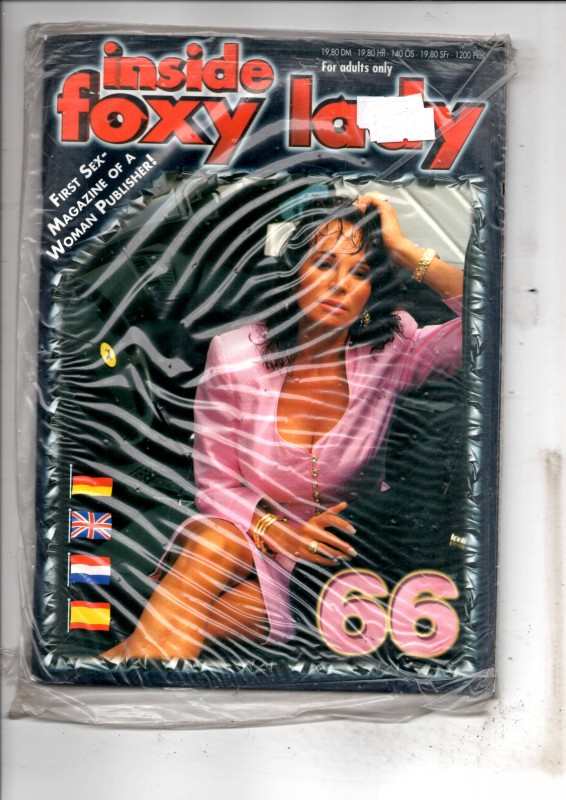 inside
19,80 DM - 19,80 Hfl - 140 ÖS - 19,80 SFr - 1200 Ptas
For adults only
foxy lady
FIRST SEX-
MAGAZINE OF A
WOMAN PUBLISHER!
66